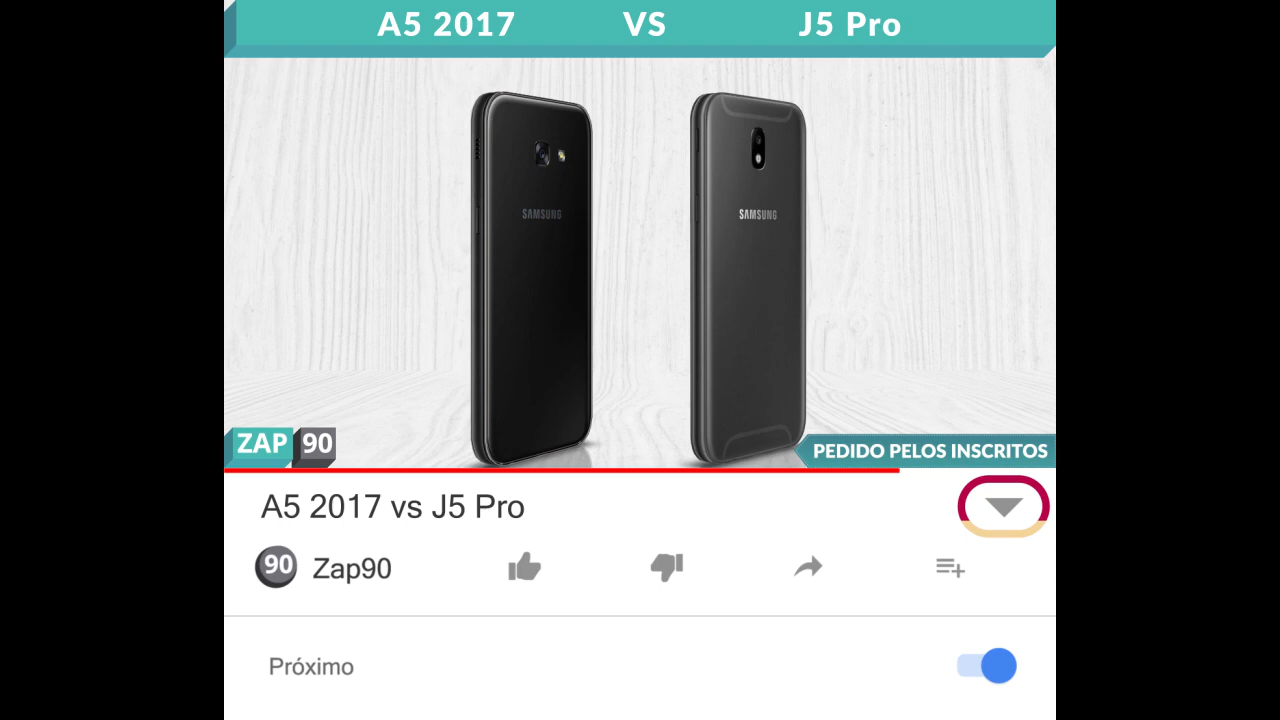 A5 2017 VS J5 Pro
SAMSUNG SAMSUNG
ZAP 90
PEDIDO PELOS INSCRITOS
A5 2017 vs J5 Pro
90 Zap90
Próximo